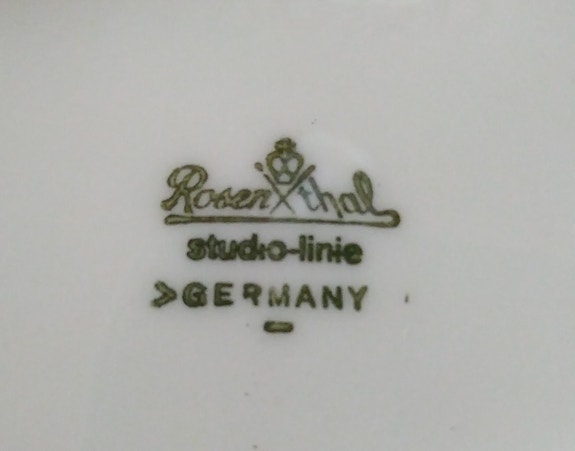 Rosenthal
studio-linie
>GERMANY